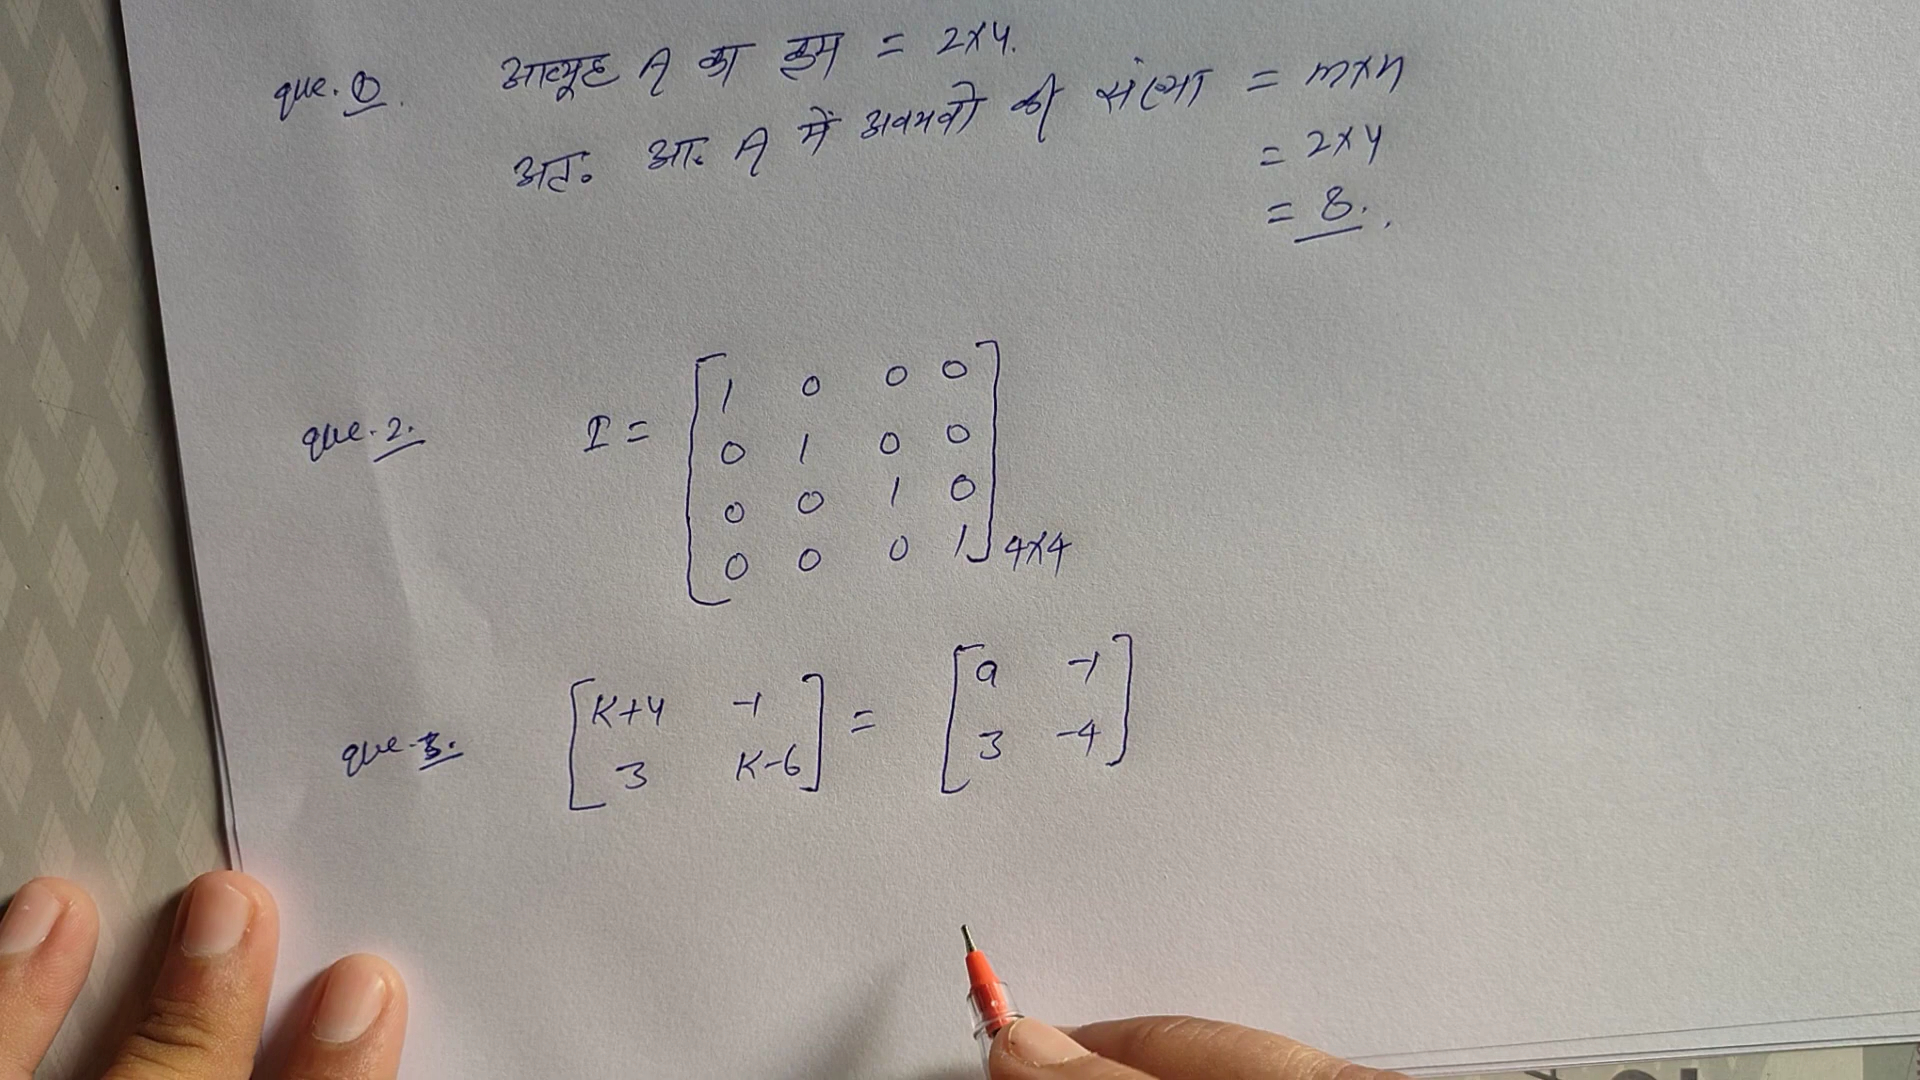 que. ① आव्यूह A का क्रम = 2×4.
अतः आ. A में अवयवो की संख्या = m×n
= 2×4
= 8.
que. 2. I = [1 0 0 0
0 1 0 0
0 0 1 0
0 0 0 1] 4×4
que. 3. [K+4 -1 = [a -1
3 K-6] 3 -4]